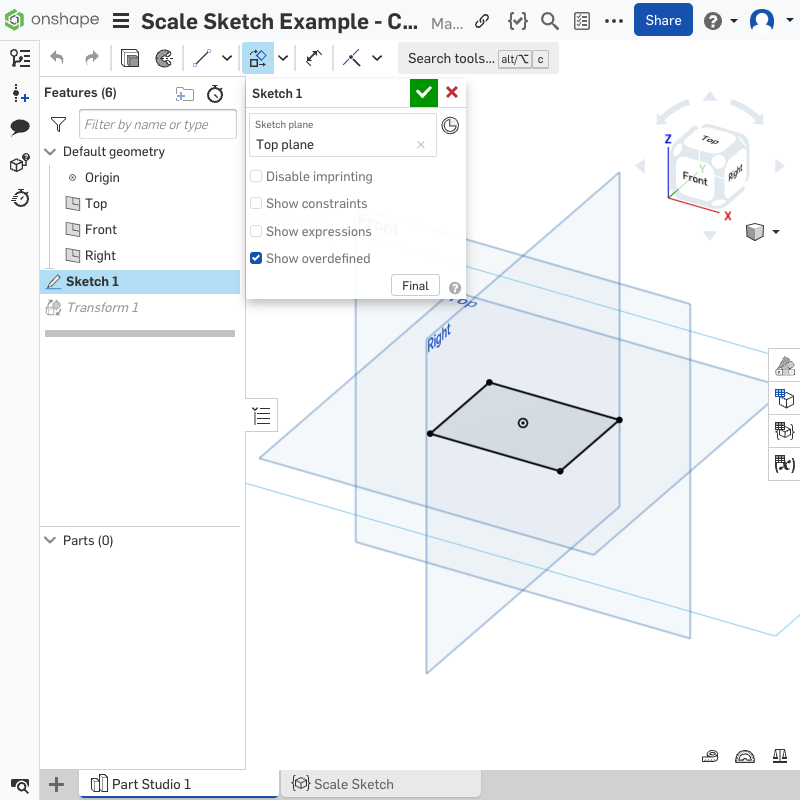 onshape
Scale Sketch Example - C...
Ma...
Share
Search tools... alt/⌥ c
Features (6)
Filter by name or type
Default geometry
Origin
Top
Front
Right
Sketch 1
Transform 1
Parts (0)
Sketch 1
Sketch plane
Top plane
Disable imprinting
Show constraints
Show expressions
Show overdefined
Final
Front
Top
Right
Z
Top
Y
Front
Right
X
Part Studio 1
Scale Sketch